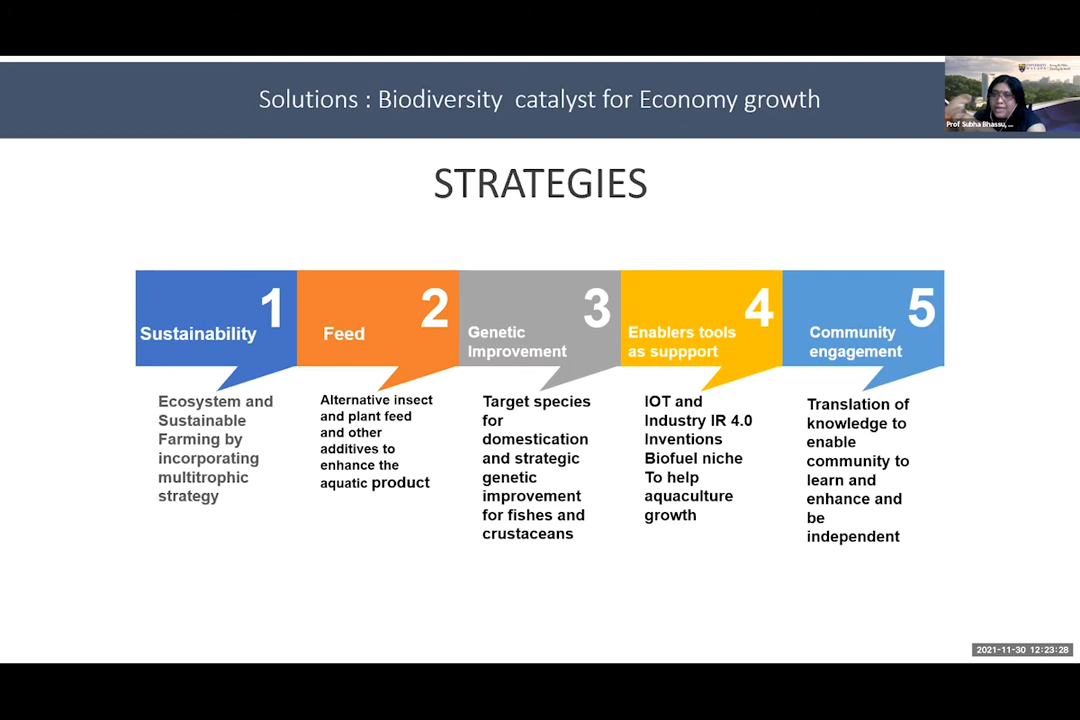 Solutions : Biodiversity catalyst for Economy growth
Prof Subha Bhassu, ...
STRATEGIES
1
Sustainability
Ecosystem and
Sustainable
Farming by
incorporating
multitrophic
strategy
2
Feed
Alternative insect
and plant feed
and other
additives to
enhance the
aquatic product
3
Genetic
Improvement
Target species
for
domestication
and strategic
genetic
improvement
for fishes and
crustaceans
4
Enablers tools
as suppport
IOT and
Industry IR 4.0
Inventions
Biofuel niche
To help
aquaculture
growth
5
Community
engagement
Translation of
knowledge to
enable
community to
learn and
enhance and
be
independent
2021-11-30 12:23:28